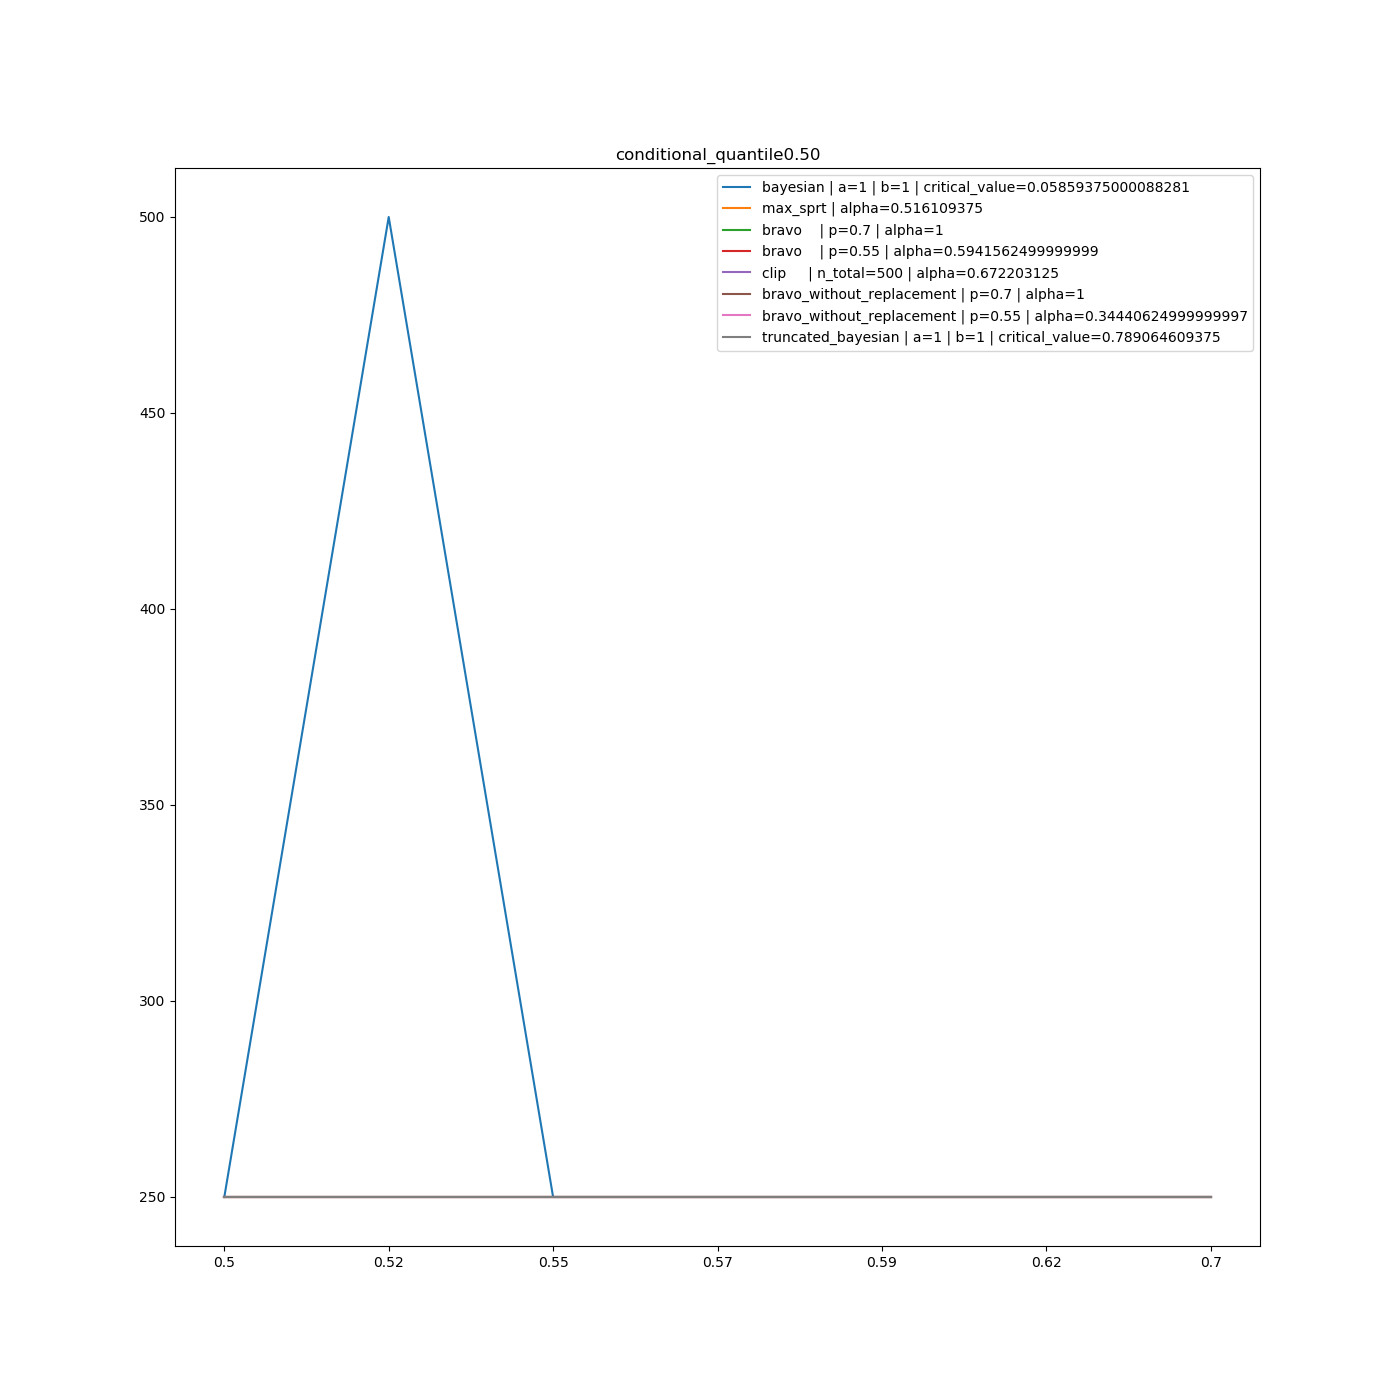 conditional_quantile0.50
bayesian | a=1 | b=1 | critical_value=0.05859375000088281
max_sprt | alpha=0.516109375
bravo    | p=0.7 | alpha=1
bravo    | p=0.55 | alpha=0.5941562499999999
clip     | n_total=500 | alpha=0.672203125
bravo_without_replacement | p=0.7 | alpha=1
bravo_without_replacement | p=0.55 | alpha=0.34440624999999997
truncated_bayesian | a=1 | b=1 | critical_value=0.789064609375
500
450
400
350
300
250
0.5 0.52 0.55 0.57 0.59 0.62 0.7